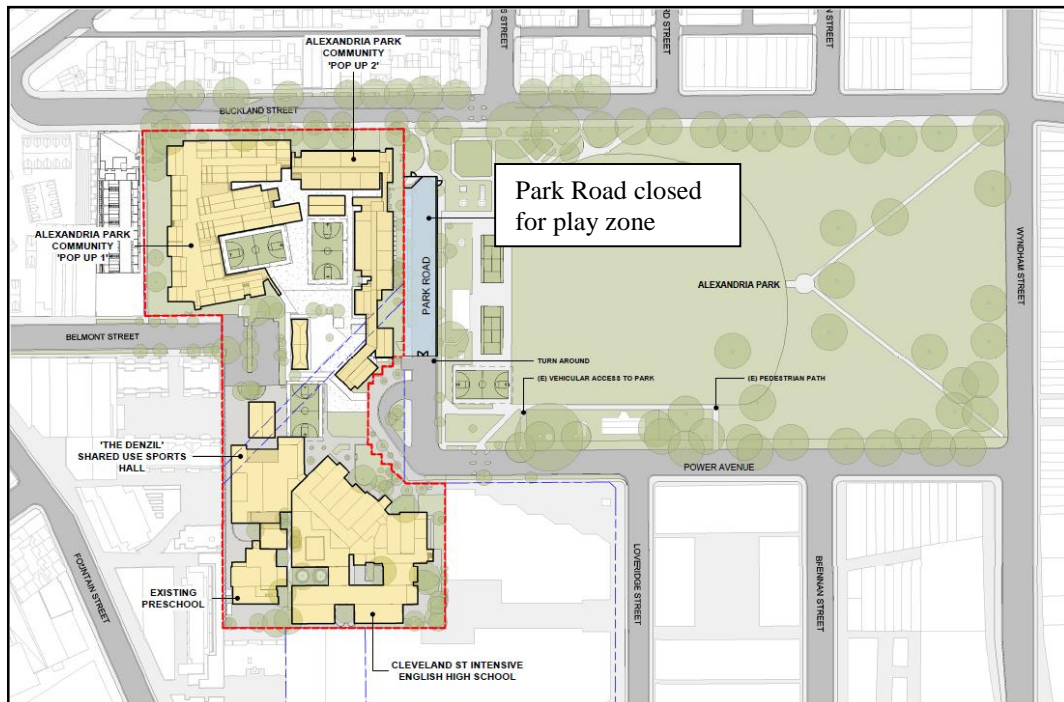 ALEXANDRIA PARK
COMMUNITY
'POP UP 2'
BUCKLAND STREET
Park Road closed
for play zone
ALEXANDRIA PARK
COMMUNITY
'POP UP 1'
PARK ROAD
ALEXANDRIA PARK
WYNDHAM STREET
BELMONT STREET
TURN AROUND
(E) VEHICULAR ACCESS TO PARK
(E) PEDESTRIAN PATH
'THE DENZIL'
SHARED USE SPORTS
HALL
POWER AVENUE
FOUNTAIN STREET
LOVERIDGE STREET
BRENNAN STREET
EXISTING
PRESCHOOL
CLEVELAND ST INTENSIVE
ENGLISH HIGH SCHOOL